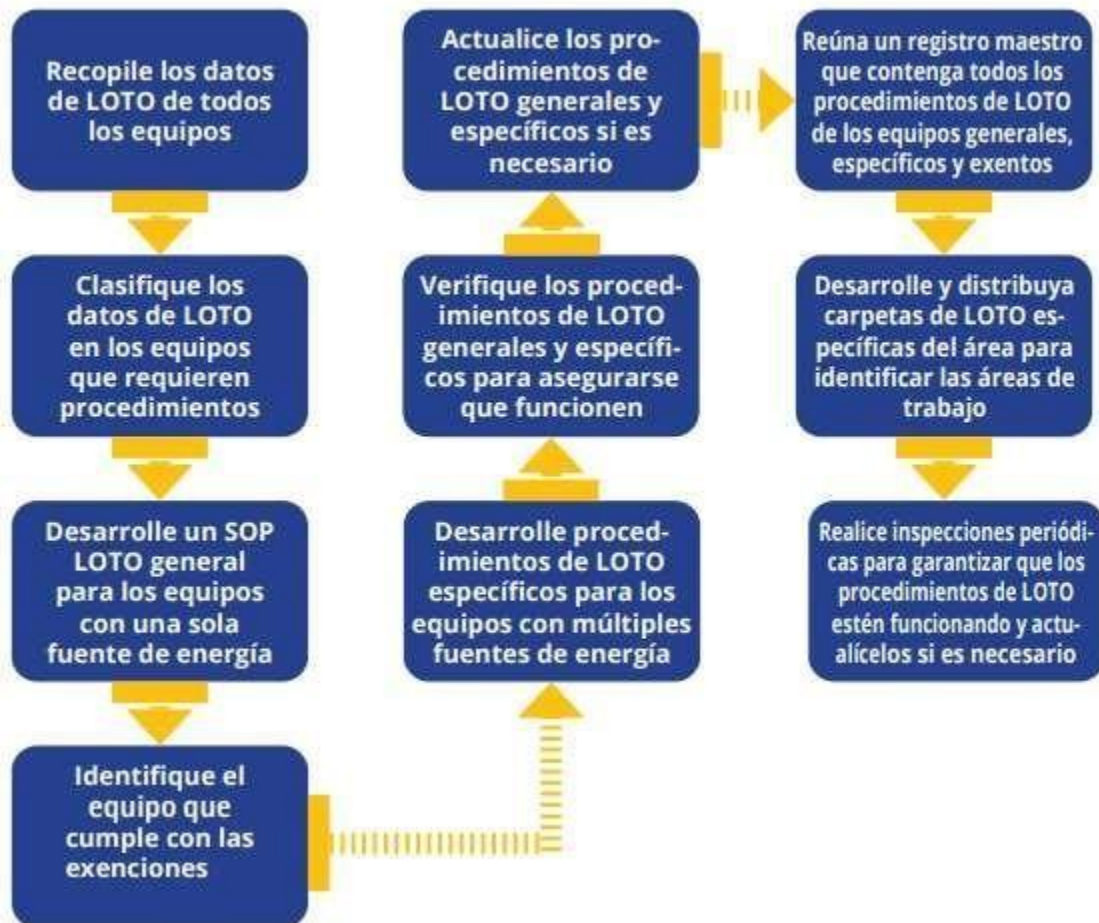 Recopile los datos
de LOTO de todos
los equipos
Clasifique los
datos de LOTO
en los equipos
que requieren
procedimientos
Desarrolle un SOP
LOTO general
para los equipos
con una sola
fuente de energía
Identifique el
equipo que
cumple con las
exenciones
Desarrolle proced-
imientos de LOTO
específicos para los
equipos con múltiples
fuentes de energía
Verifique los proced-
imientos de LOTO
generales y específi-
cos para asegurarse
que funcionen
Actualice los pro-
cedimientos de
LOTO generales y
específicos si es
necesario
Reúna un registro maestro
que contenga todos los
procedimientos de LOTO
de los equipos generales,
específicos y exentos
Desarrolle y distribuya
carpetas de LOTO es-
pecíficas del área para
identificar las áreas de
trabajo
Realice inspecciones periódi-
cas para garantizar que los
procedimientos de LOTO
estén funcionando y actu-
alícelos si es necesario